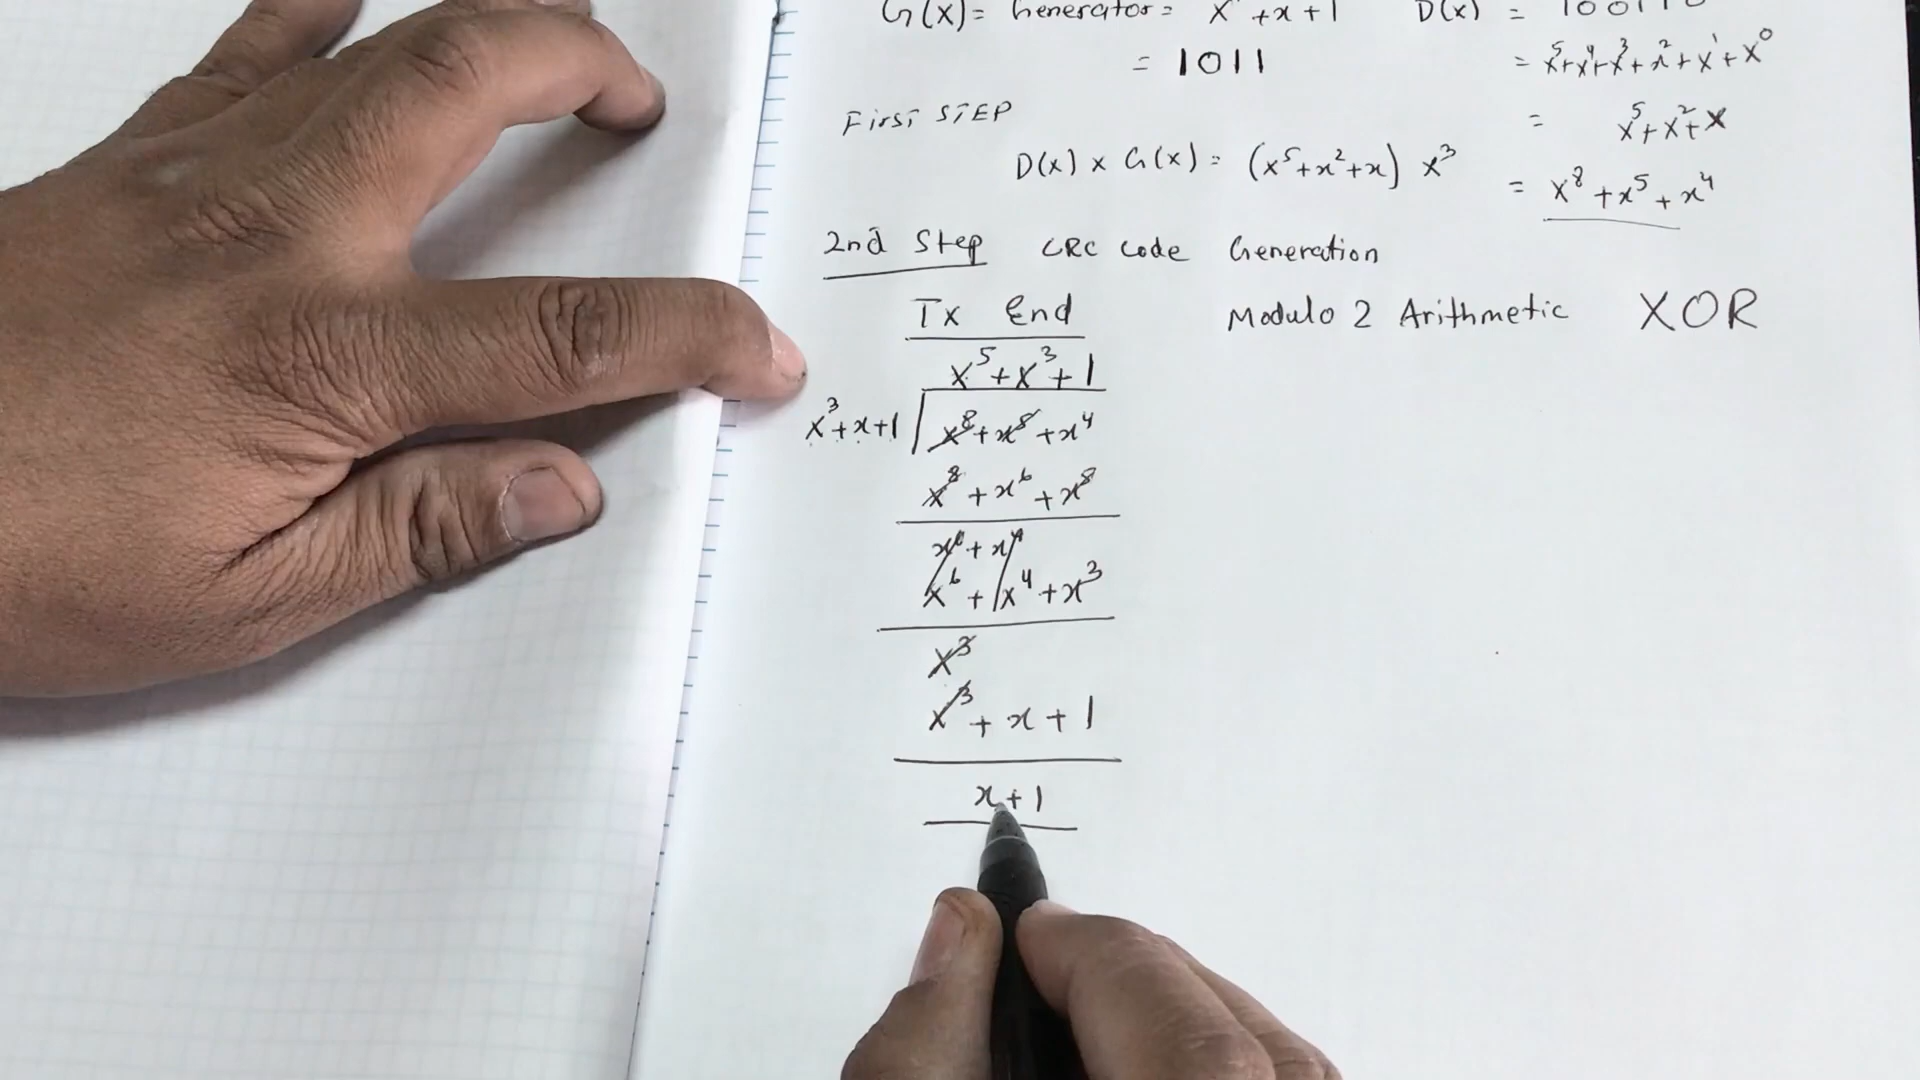 G(x) = Generator = x³ + x + 1    D(x) = 100110
= 1011    = x⁵+x⁴+x³+x²+x¹+x⁰
First STEP    = x⁵+x²+x
D(x) x G(x) = (x⁵+x²+x) x³    = x⁸+x⁵+x⁴
2nd Step    CRC Code Generation
Tx End    Modulo 2 Arithmetic    XOR
x⁵+x³+1
x³+x+1    x⁸+x⁵+x⁴
x⁸+x⁶+x⁵
x⁶+x⁴
x⁶+x⁴+x³
x³
x³+x+1
x+1